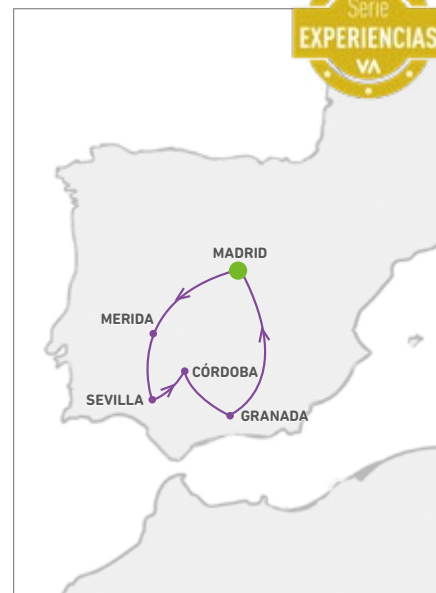 Serie
EXPERIENCIAS
VA
MADRID
MERIDA
CÓRDOBA
SEVILLA
GRANADA